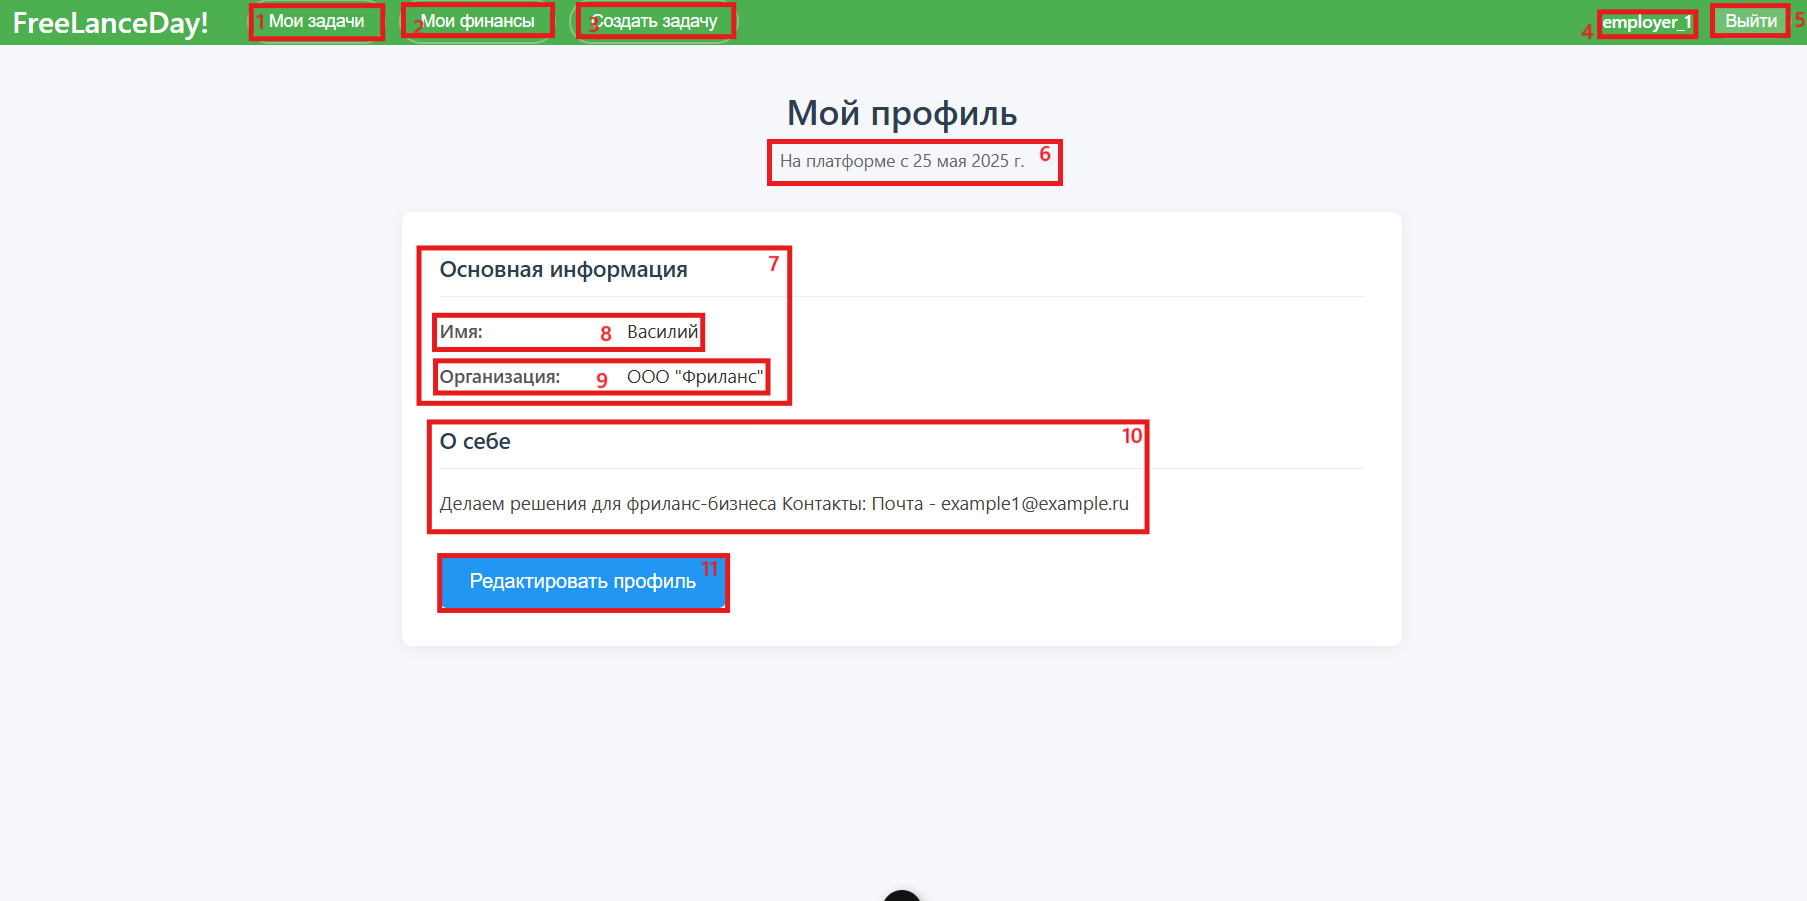 FreeLanceDay! 1 Мои задачи 2 Мои финансы 3 Создать задачу 4 employer_1 Выйти 5
Мой профиль
На платформе с 25 мая 2025 г. 6
Основная информация 7
Имя: 8 Василий
Организация: 9 ООО "Фриланс"
О себе 10
Делаем решения для фриланс-бизнеса Контакты: Почта - example1@example.ru
Редактировать профиль 11